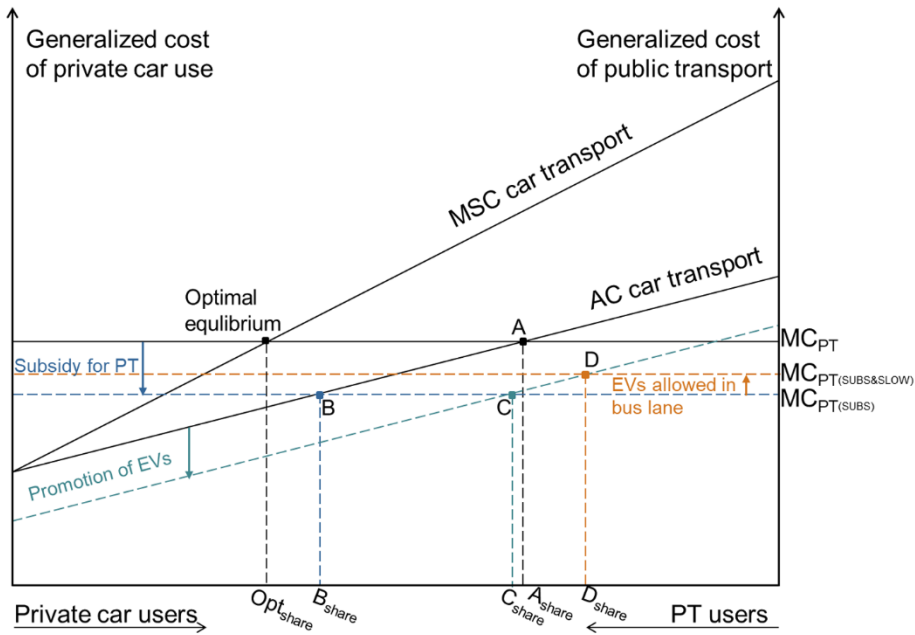 Generalized cost
of private car use
Generalized cost
of public transport
MSC car transport
AC car transport
Optimal
equlibrium
A
MC_PT
Subsidy for PT
D
MC_PT(SUBS&SLOW)
EVs allowed in
bus lane
B
C
MC_PT(SUBS)
Promotion of EVs
Opt_share
B_share
C_share
A_share
D_share
Private car users
PT users